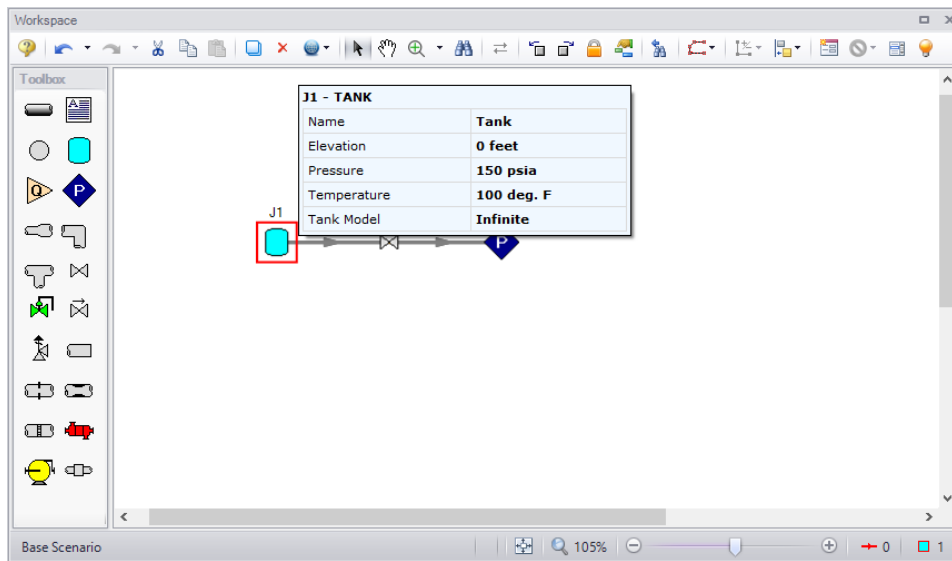 Workspace
Toolbox
A
Q P
J1 - TANK
Name Tank
Elevation 0 feet
Pressure 150 psia
Temperature 100 deg. F
Tank Model Infinite
J1
P
Base Scenario 105% 0 1